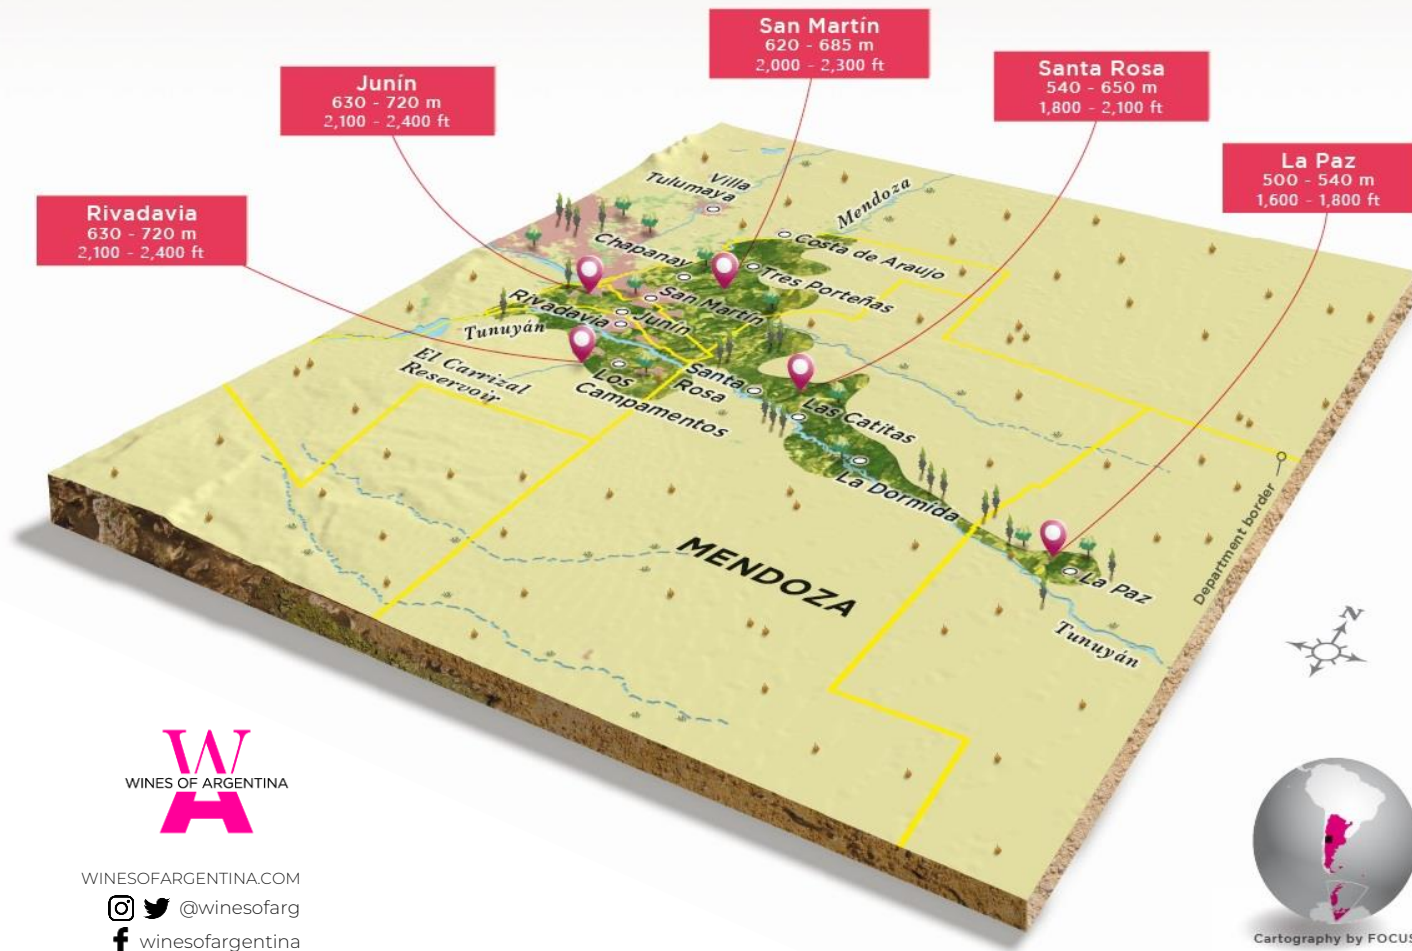 San Martín
620 - 685 m
2,000 - 2,300 ft
Junín
630 - 720 m
2,100 - 2,400 ft
Santa Rosa
540 - 650 m
1,800 - 2,100 ft
La Paz
500 - 540 m
1,600 - 1,800 ft
Rivadavia
630 - 720 m
2,100 - 2,400 ft
Villa
Tulumaya
Mendoza
Costa de Araujo
Chapanay
Tres Porteñas
San Martín
Rivadavia
Junín
Tunuyán
El Carrizal
Reservoir
Los
Campamentos
Santa
Rosa
Las Catitas
La Dormida
MENDOZA
La Paz
Tunuyán
Department border
N
WINES OF ARGENTINA
WINESOFARGENTINA.COM
@winesofarg
winesofargentina
Cartography by FOCUS